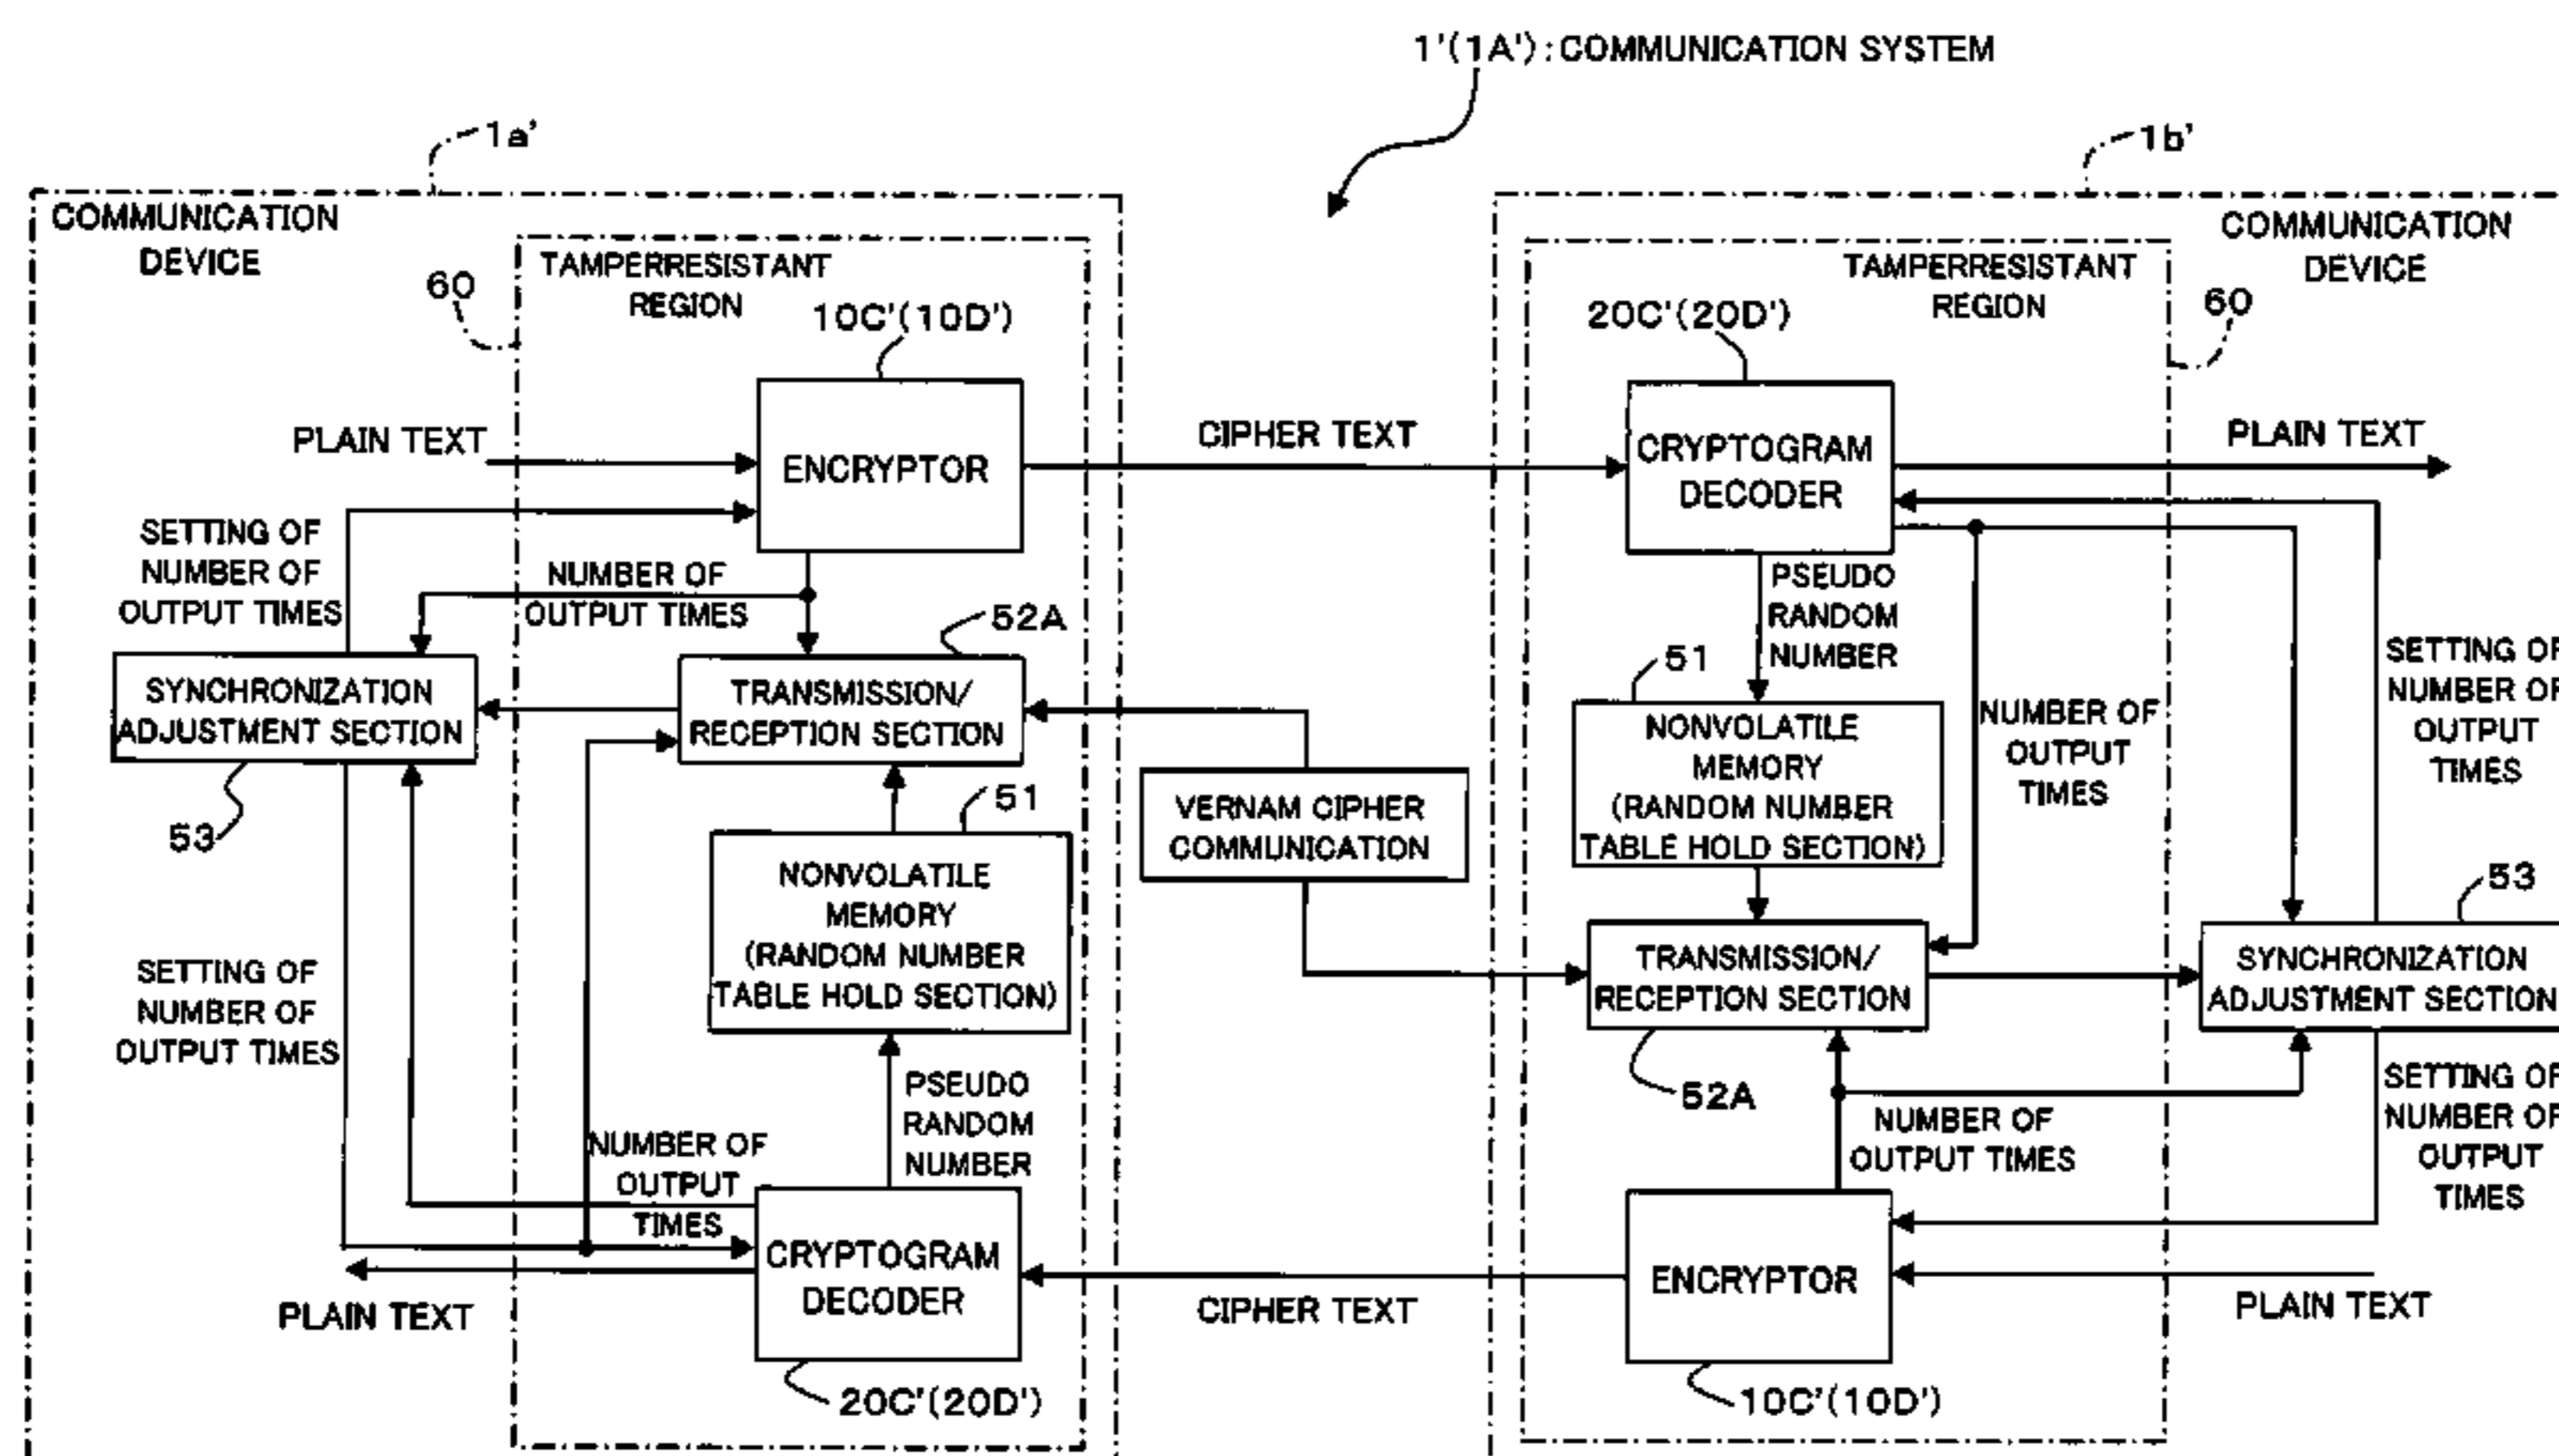 1'(1A'):COMMUNICATION SYSTEM
1a'
1b'
COMMUNICATION
DEVICE
60
TAMPERRESISTANT
REGION
10C'(10D')
PLAIN TEXT
ENCRYPTOR
CIPHER TEXT
SETTING OF
NUMBER OF
OUTPUT TIMES
NUMBER OF
OUTPUT TIMES
52A
SYNCHRONIZATION
ADJUSTMENT SECTION
53
TRANSMISSION/
RECEPTION SECTION
51
NONVOLATILE
MEMORY
(RANDOM NUMBER
TABLE HOLD SECTION)
SETTING OF
NUMBER OF
OUTPUT TIMES
PSEUDO
RANDOM
NUMBER
NUMBER OF
OUTPUT
TIMES
CRYPTOGRAM
DECODER
PLAIN TEXT
20C'(20D')
VERNAM CIPHER
COMMUNICATION
CIPHER TEXT
COMMUNICATION
DEVICE
TAMPERRESISTANT
REGION
60
20C'(20D')
CRYPTOGRAM
DECODER
PLAIN TEXT
PSEUDO
RANDOM
NUMBER
51
NONVOLATILE
MEMORY
(RANDOM NUMBER
TABLE HOLD SECTION)
NUMBER OF
OUTPUT
TIMES
SETTING OF
NUMBER OF
OUTPUT
TIMES
53
TRANSMISSION/
RECEPTION SECTION
SYNCHRONIZATION
ADJUSTMENT SECTION
52A
NUMBER OF
OUTPUT TIMES
SETTING OF
NUMBER OF
OUTPUT
TIMES
ENCRYPTOR
PLAIN TEXT
10C'(10D')